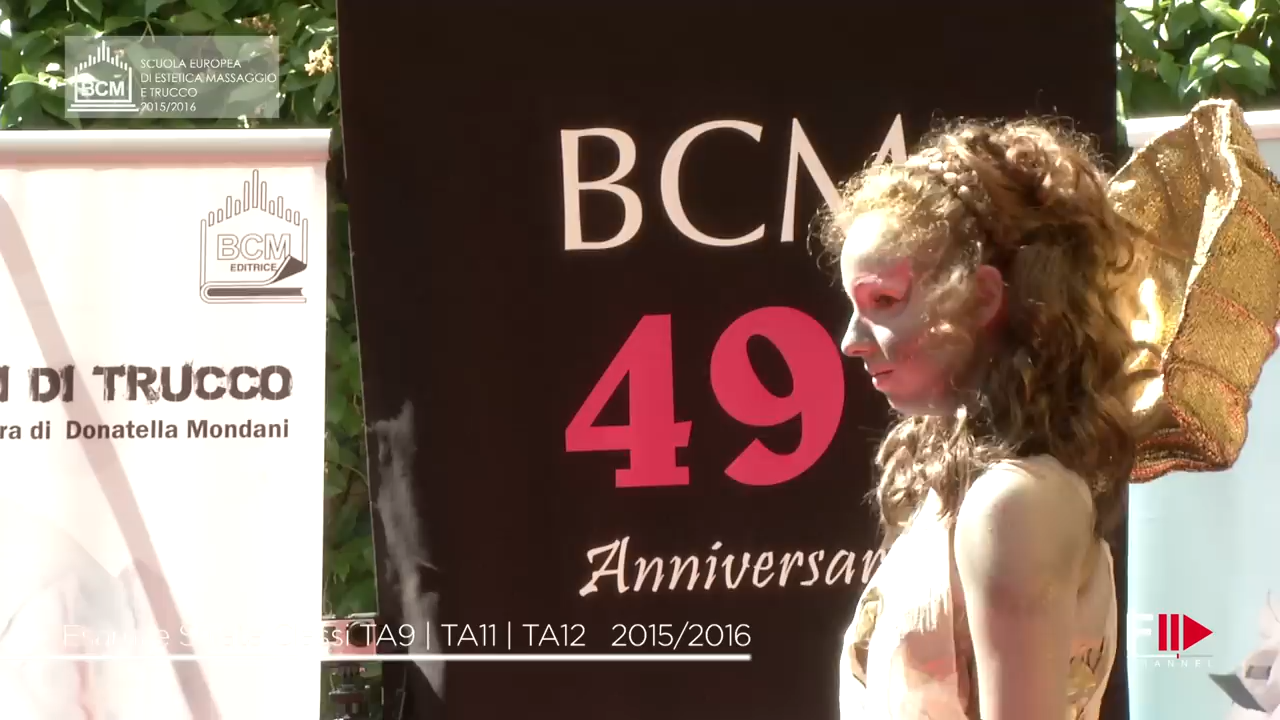 SCUOLA EUROPEA
DI ESTETICA MASSAGGIO
E TRUCCO
2015/2016
BCM
BCM
EDITRICE
DI TRUCCO
ra di Donatella Mondani
BCM
49
Anniversar
TA9 | TA11 | TA12 2015/2016
CHANNEL